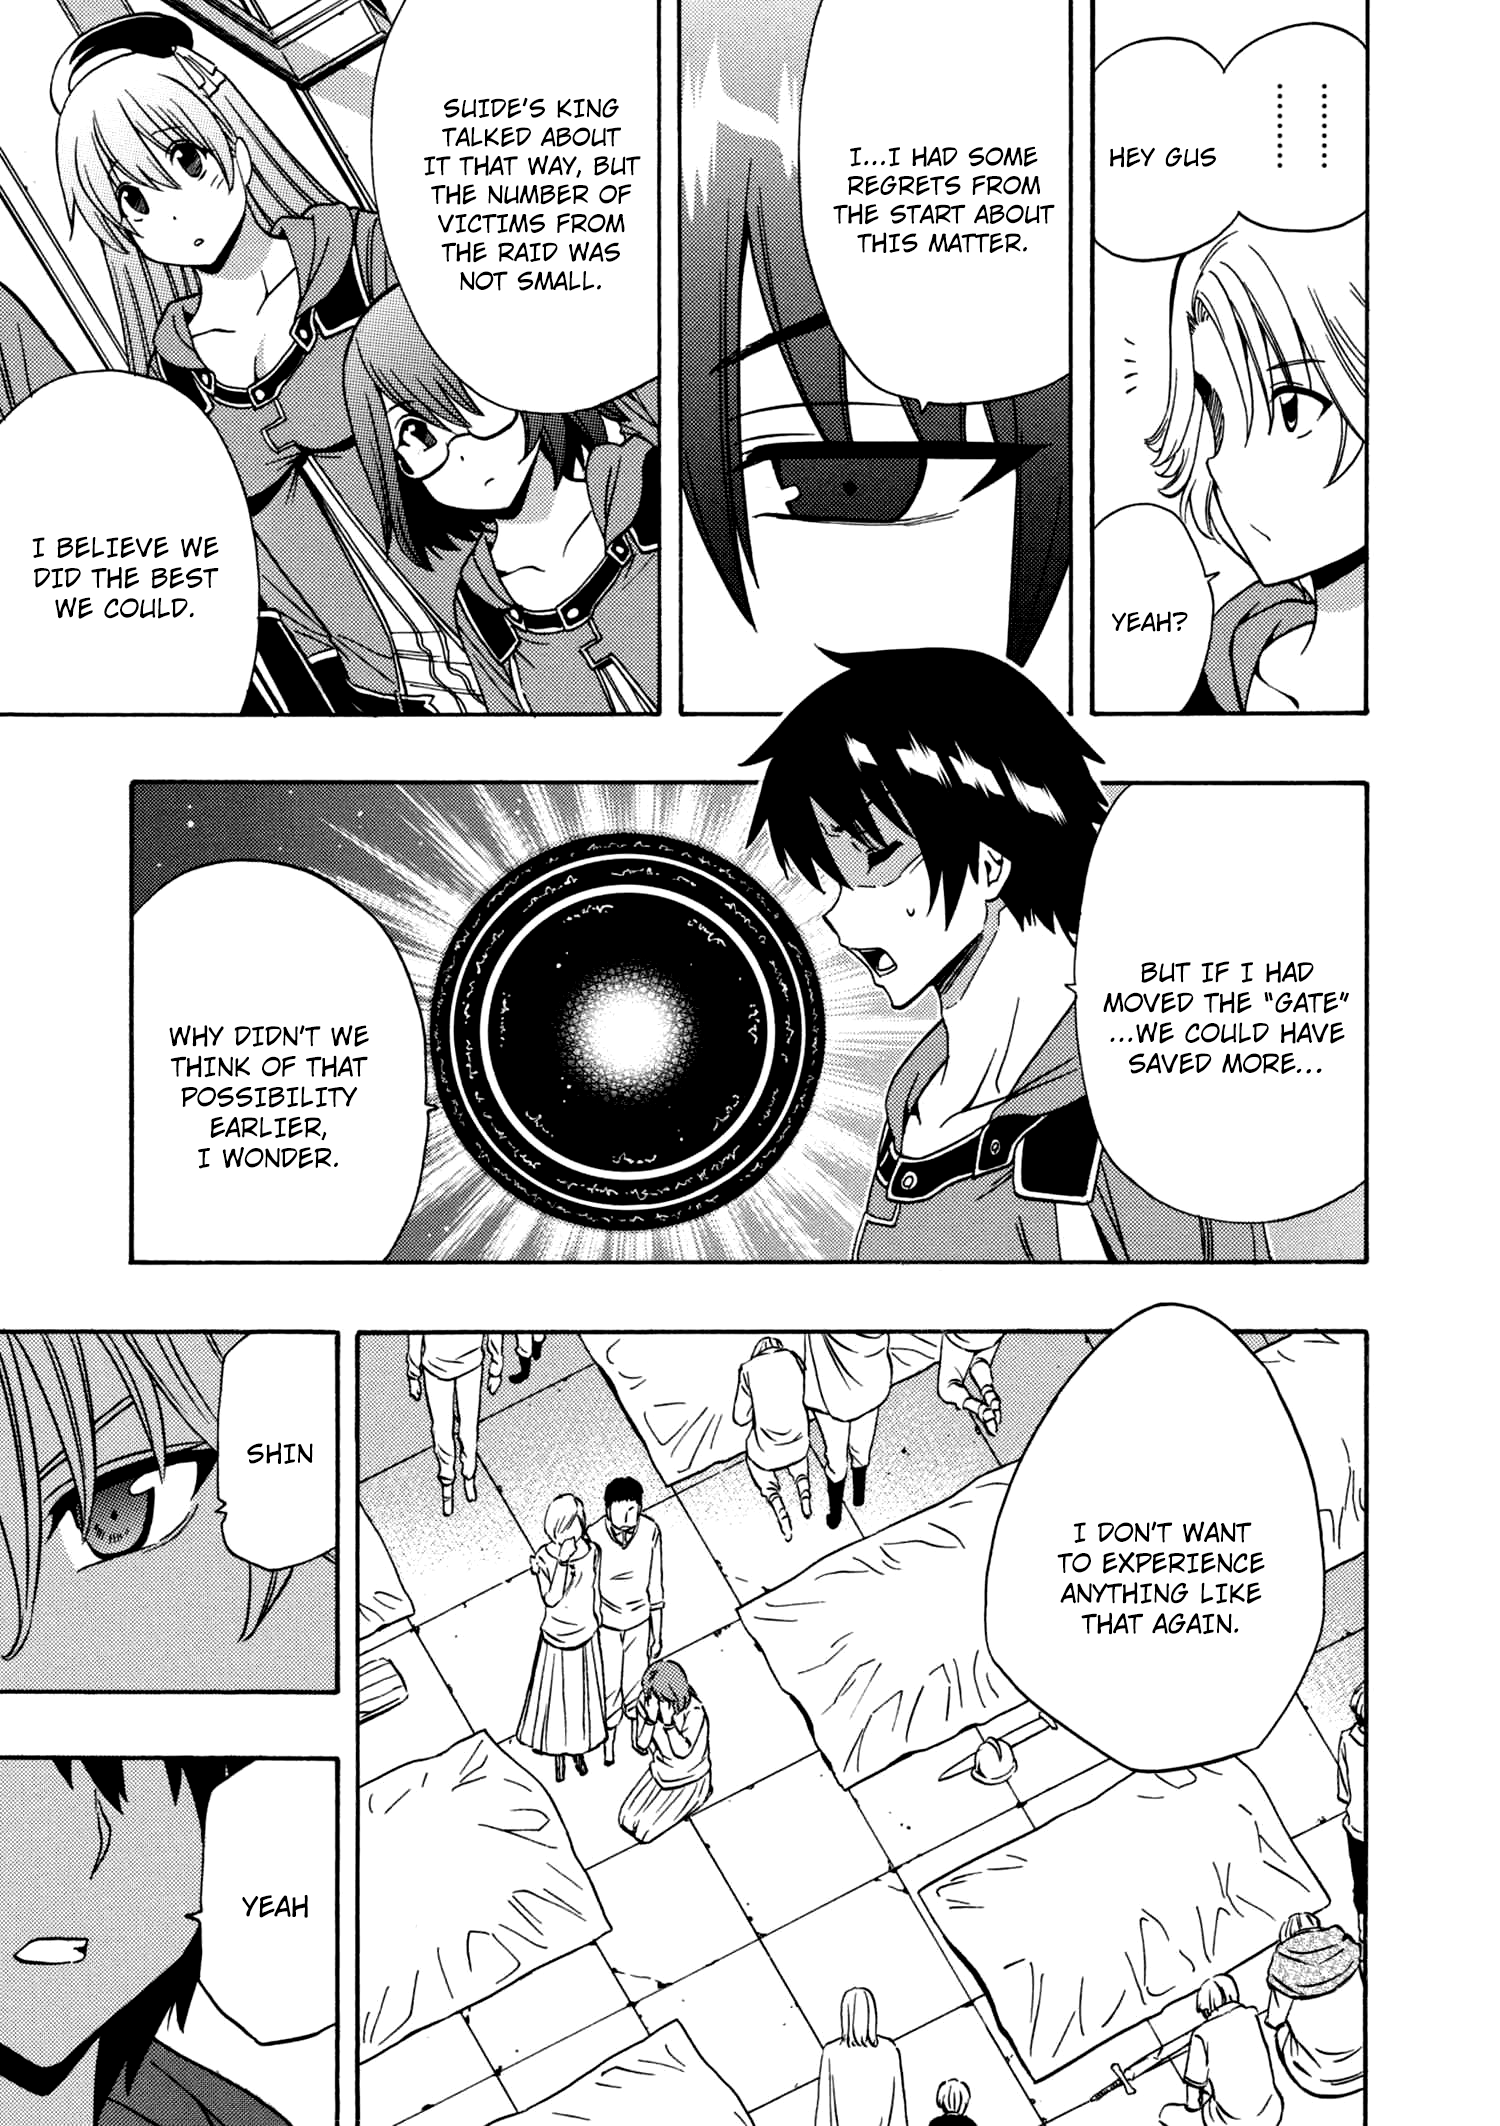 HEY GUS
YEAH?
I...I HAD SOME
REGRETS FROM
THE START ABOUT
THIS MATTER.
SUIDE'S KING
TALKED ABOUT
IT THAT WAY, BUT
THE NUMBER OF
VICTIMS FROM
THE RAID WAS
NOT SMALL.
I BELIEVE WE
DID THE BEST
WE COULD.
BUT IF I HAD
MOVED THE "GATE"
...WE COULD HAVE
SAVED MORE...
WHY DIDN'T WE
THINK OF THAT
POSSIBILITY
EARLIER,
I WONDER.
I DON'T WANT
TO EXPERIENCE
ANYTHING LIKE
THAT AGAIN.
SHIN
YEAH